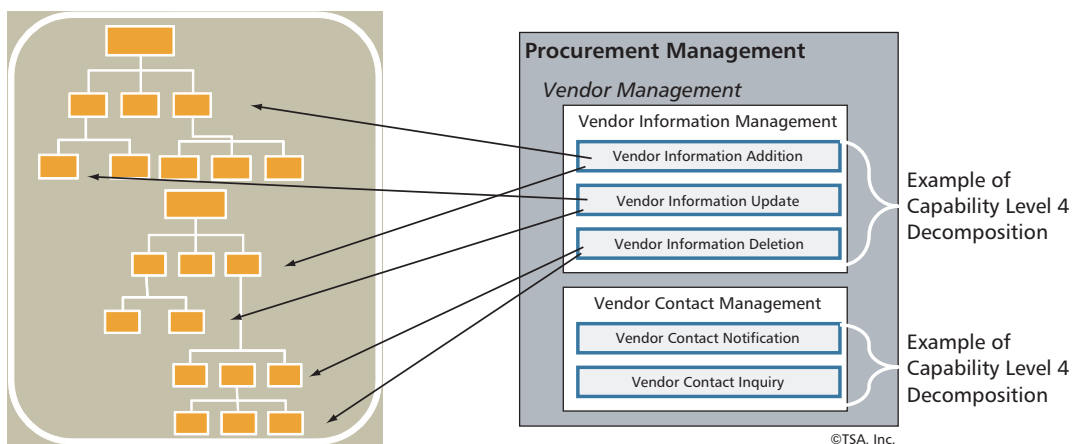 Procurement Management
Vendor Management
Vendor Information Management
Vendor Information Addition
Vendor Information Update
Vendor Information Deletion
Example of
Capability Level 4
Decomposition
Vendor Contact Management
Vendor Contact Notification
Vendor Contact Inquiry
Example of
Capability Level 4
Decomposition
©TSA, Inc.